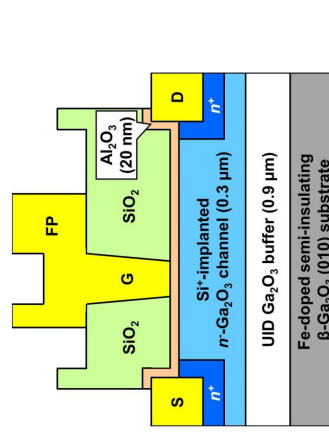 FP
Al₂O₃
(20 nm)
SiO₂
G
SiO₂
S
D
n⁺
n⁺
Si⁺-implanted
n-Ga₂O₃ channel (0.3 µm)
UID Ga₂O₃ buffer (0.9 µm)
Fe-doped semi-insulating
β-Ga₂O₃ (010) substrate